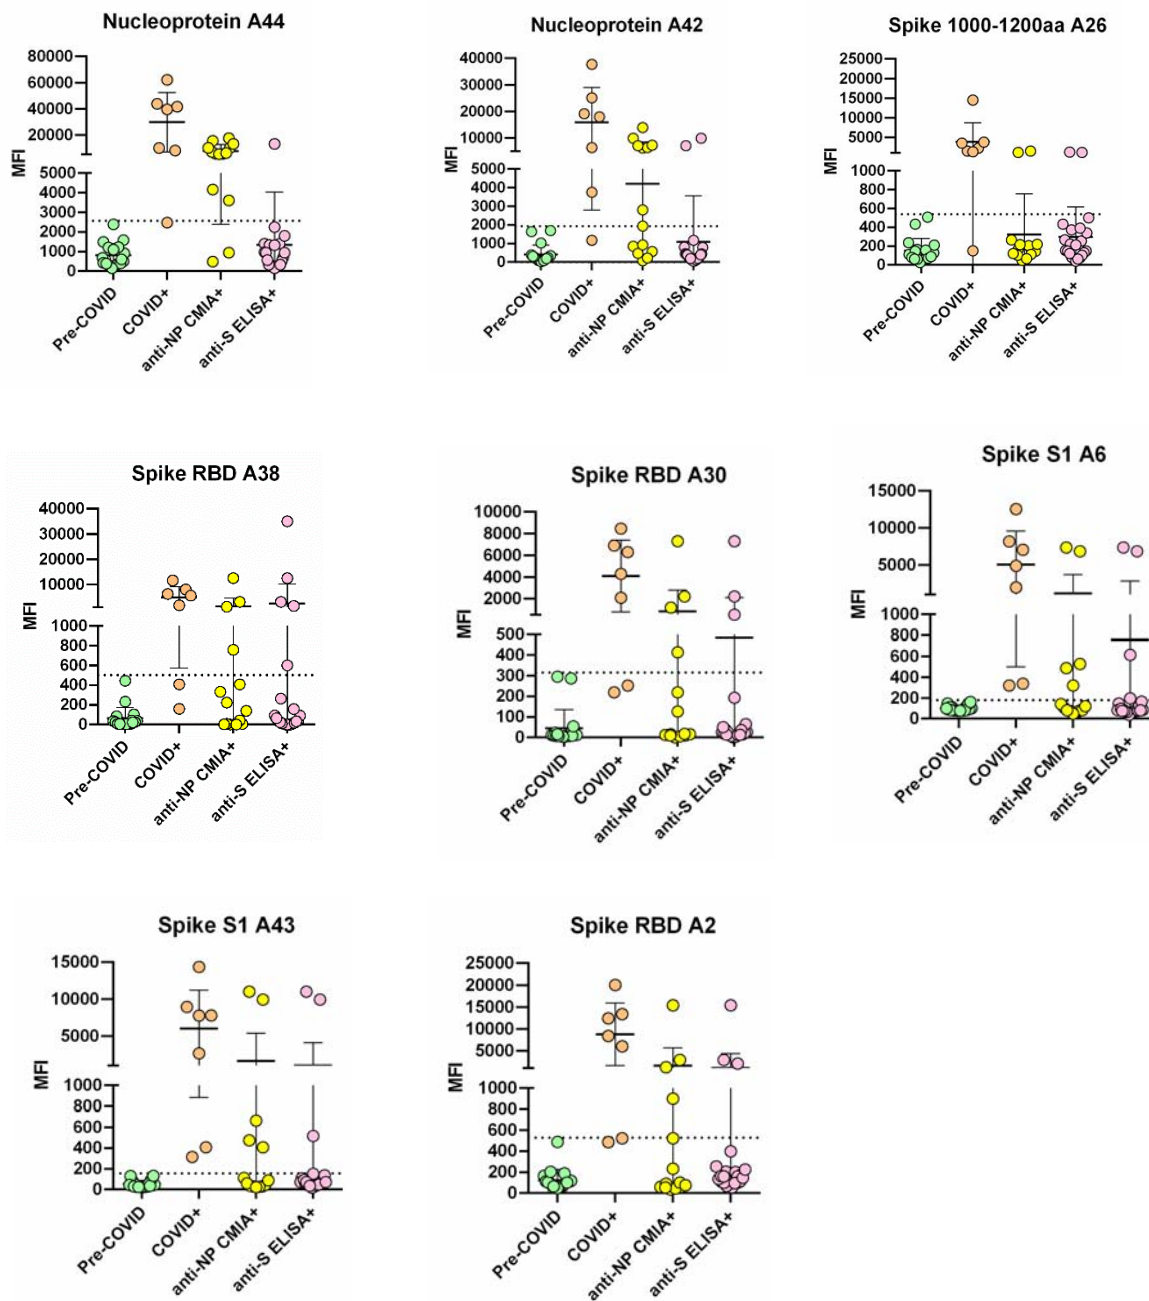 Nucleoprotein A44
MFI
80000
60000
40000
20000
5000
4000
3000
2000
1000
0
Pre-COVID
COVID+
anti-NP CMIA+
anti-S ELISA+
Nucleoprotein A42
MFI
40000
30000
20000
10000
5000
4000
3000
2000
1000
0
Pre-COVID
COVID+
anti-NP CMIA+
anti-S ELISA+
Spike 1000-1200aa A26
MFI
25000
20000
15000
10000
5000
1000
800
600
400
200
0
Pre-COVID
COVID+
anti-NP CMIA+
anti-S ELISA+
Spike RBD A38
MFI
40000
30000
20000
10000
1000
800
600
400
200
0
Pre-COVID
COVID+
anti-NP CMIA+
anti-S ELISA+
Spike RBD A30
MFI
10000
8000
6000
4000
2000
500
400
300
200
100
0
Pre-COVID
COVID+
anti-NP CMIA+
anti-S ELISA+
Spike S1 A6
MFI
15000
10000
5000
1000
800
600
400
200
0
Pre-COVID
COVID+
anti-NP CMIA+
anti-S ELISA+
Spike S1 A43
MFI
15000
10000
5000
1000
800
600
400
200
0
Pre-COVID
COVID+
anti-NP CMIA+
anti-S ELISA+
Spike RBD A2
MFI
25000
20000
15000
10000
5000
1000
800
600
400
200
0
Pre-COVID
COVID+
anti-NP CMIA+
anti-S ELISA+